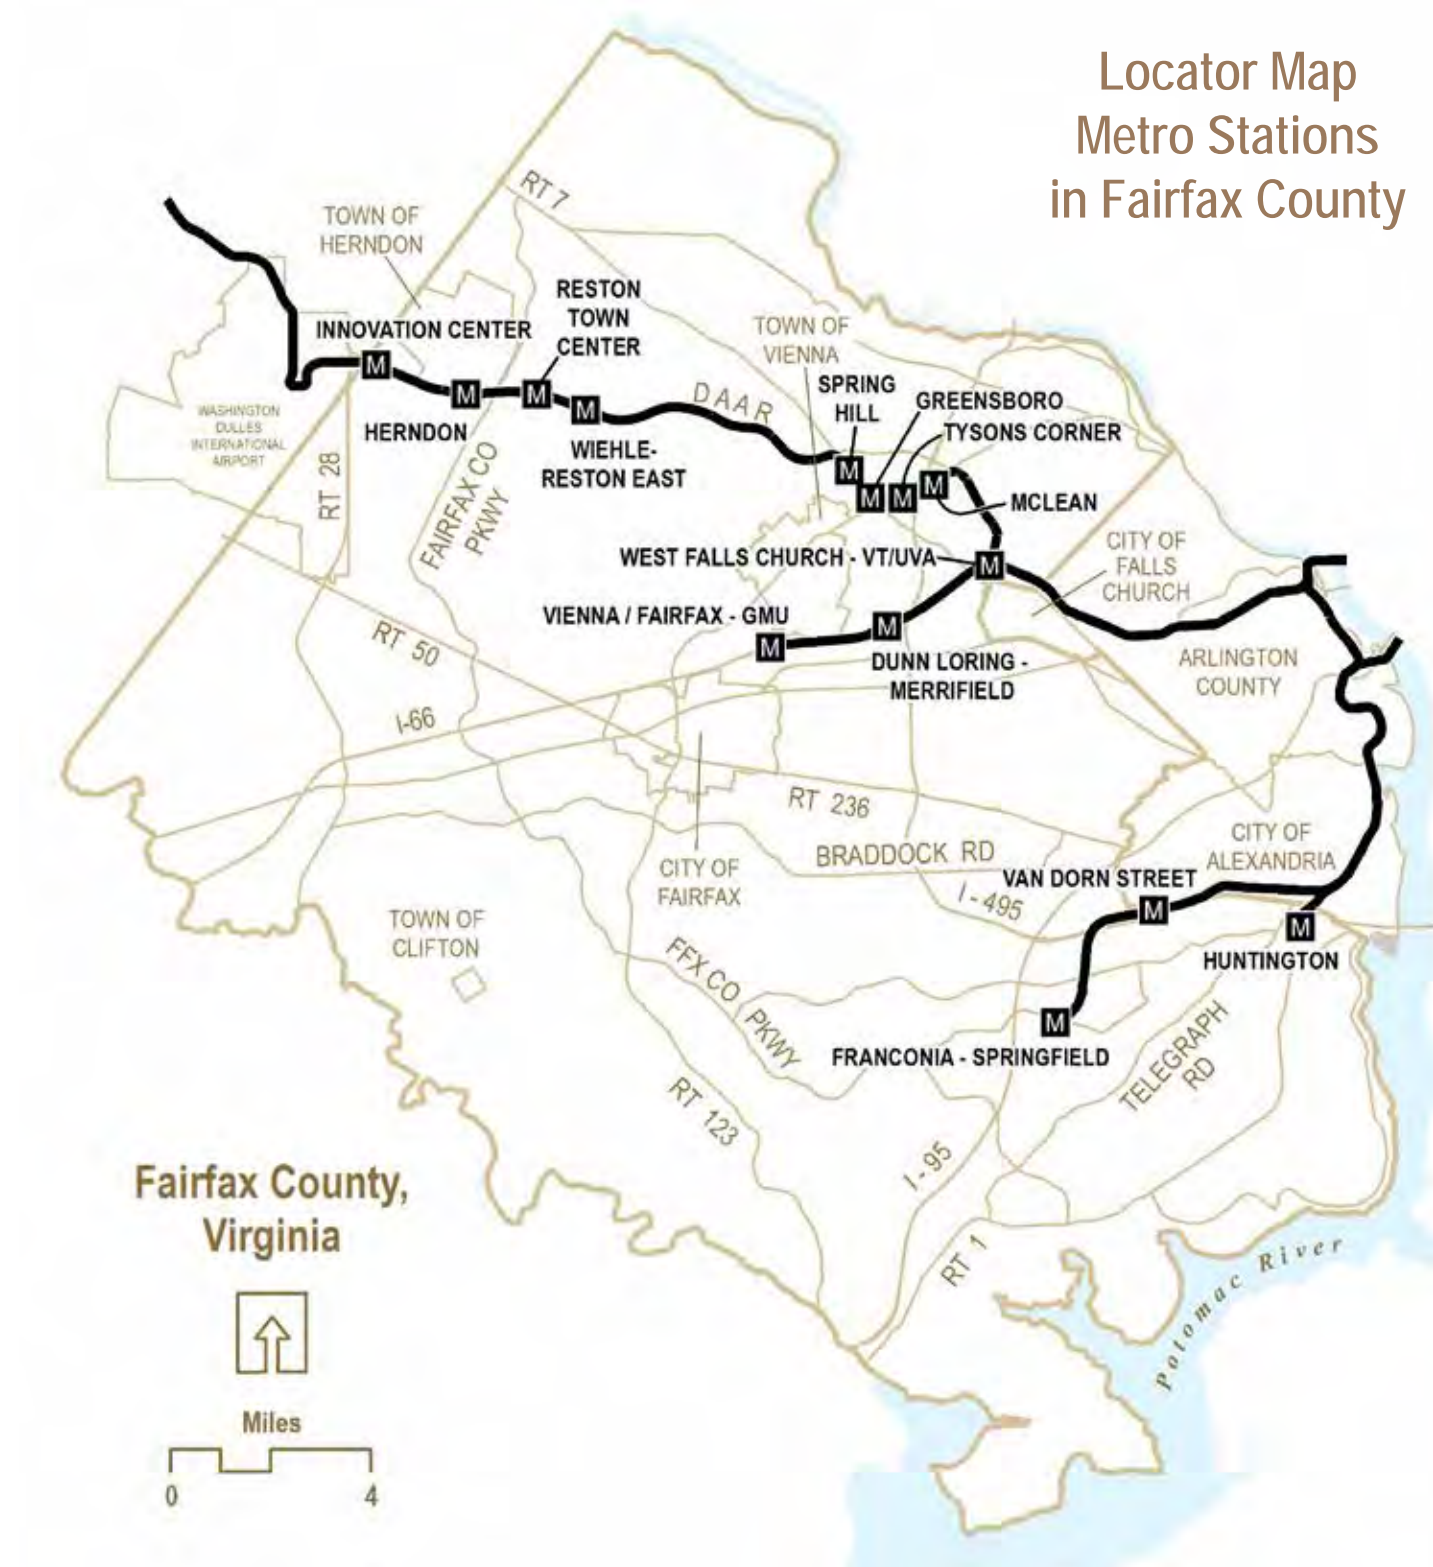 Locator Map
Metro Stations
in Fairfax County
RT 7
TOWN OF
HERNDON
RESTON
TOWN
CENTER
INNOVATION CENTER
TOWN OF
VIENNA
M
M
M
M
SPRING
HILL
DAAR
GREENSBORO
TYSONS CORNER
WASHINGTON
DULLES
INTERNATIONAL
AIRPORT
HERNDON
WIEHLE-
RESTON EAST
RT 28
FAIRFAX CO
PKWY
M
M
M
M
MCLEAN
WEST FALLS CHURCH - VT/UVA
M
CITY OF
FALLS
CHURCH
VIENNA / FAIRFAX - GMU
M
M
RT 50
DUNN LORING -
MERRIFIELD
ARLINGTON
COUNTY
I-66
RT 236
BRADDOCK RD
CITY OF
ALEXANDRIA
CITY OF
FAIRFAX
VAN DORN STREET
I-495
M
M
TOWN OF
CLIFTON
HUNTINGTON
FFX CO PKWY
M
FRANCONIA - SPRINGFIELD
TELEGRAPH
RD
RT 123
I-95
RT 1
Potomac River
Fairfax County,
Virginia
Miles
0 4